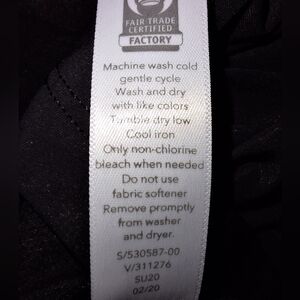 FAIR TRADE
CERTIFIED
FACTORY
Machine wash cold
gentle cycle
Wash and dry
with like colors
Tumble dry low
Cool iron
Only non-chlorine
bleach when needed
Do not use
fabric softener
Remove promptly
from washer
and dryer.
S/530587-00
V/311276
SU20
02/20